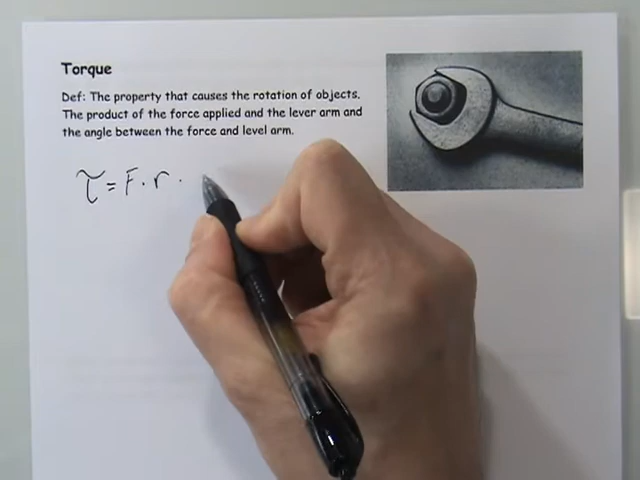 Torque
Def: The property that causes the rotation of objects.
The product of the force applied and the lever arm and
the angle between the force and level arm.
τ = F · r ·